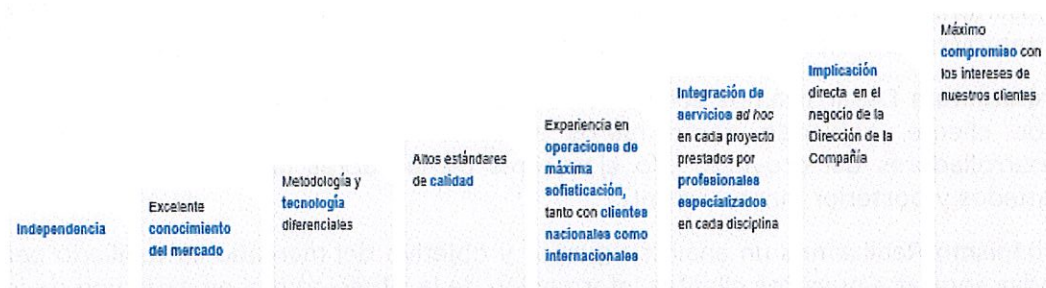 Independencia
Excelente
conocimiento
del mercado
Metodología y
tecnología
diferenciales
Altos estándares
de calidad
Experiencia en
operaciones de
máxima
sofisticación,
tanto con clientes
nacionales como
internacionales
Integración de
servicios ad hoc
en cada proyecto
prestados por
profesionales
especializados
en cada disciplina
Implicación
directa en el
negocio de la
Dirección de la
Compañía
Máximo
compromiso con
los intereses de
nuestros clientes